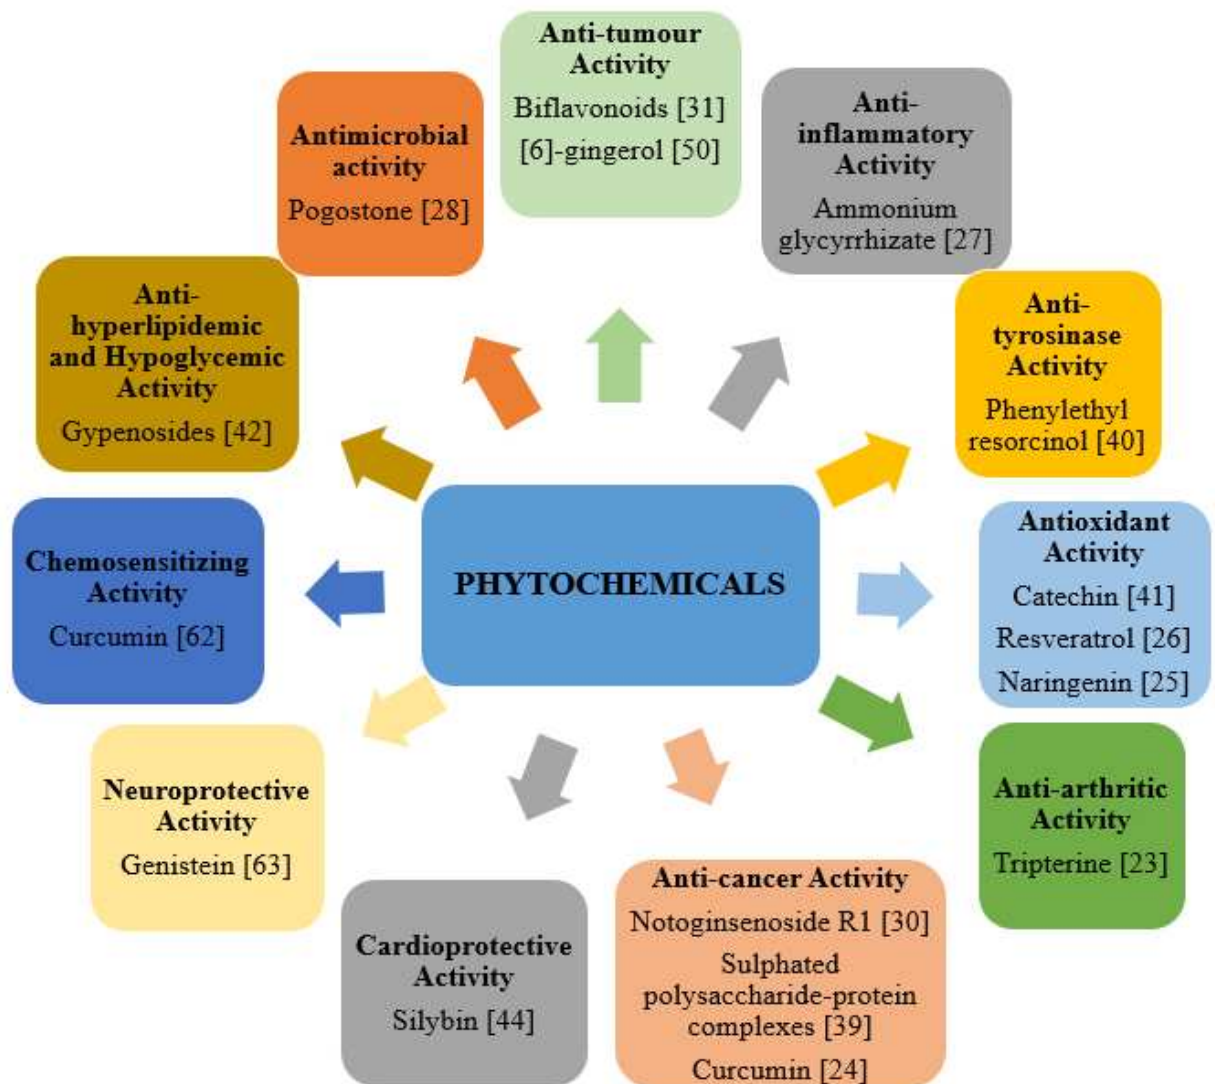 Anti-tumour
Activity
Biflavonoids [31]
[6]-gingerol [50]
Anti-
inflammatory
Activity
Ammonium
glycyrrhizate [27]
Anti-
tyrosinase
Activity
Phenylethyl
resorcinol [40]
Antioxidant
Activity
Catechin [41]
Resveratrol [26]
Naringenin [25]
Anti-arthritic
Activity
Tripterine [23]
Anti-cancer Activity
Notoginsenoside R1 [30]
Sulphated
polysaccharide-protein
complexes [39]
Curcumin [24]
Cardioprotective
Activity
Silybin [44]
Neuroprotective
Activity
Genistein [63]
Chemosensitizing
Activity
Curcumin [62]
Anti-
hyperlipidemic
and Hypoglycemic
Activity
Gypenosides [42]
Antimicrobial
activity
Pogostone [28]
PHYTOCHEMICALS